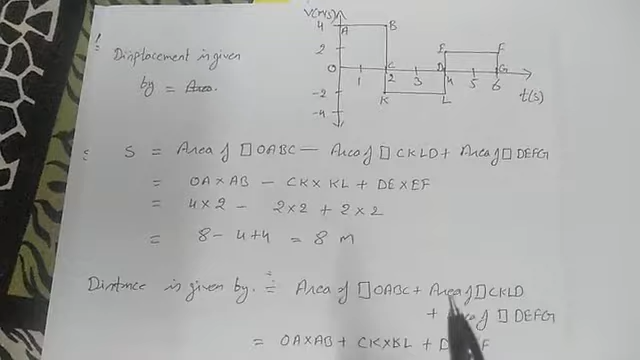 Displacement is given
by = Area.
V(m/s)
4 A B
2 E F
0 1 C 2 3 D 4 5 G 6
-2 K L
-4
t(s)
S = Area of □OABC - Area of □CKLD + Area of □DEFG
= OA×AB - CK×KL + DE×EF
= 4×2 - 2×2 + 2×2
= 8 - 4+4 = 8 m
Distance is given by. = Area of □OABC + Area of □CKLD
+ of □DEFG
= OA×AB + CK×KL +